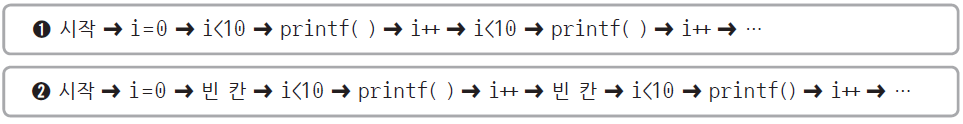 ❶ 시작 ➜ i=0 ➜ i<10 ➜ printf( ) ➜ i++ ➜ i<10 ➜ printf( ) ➜ i++ ➜ …
❷ 시작 ➜ i=0 ➜ 빈 칸 ➜ i<10 ➜ printf( ) ➜ i++ ➜ 빈 칸 ➜ i<10 ➜ printf() ➜ i++ ➜ …